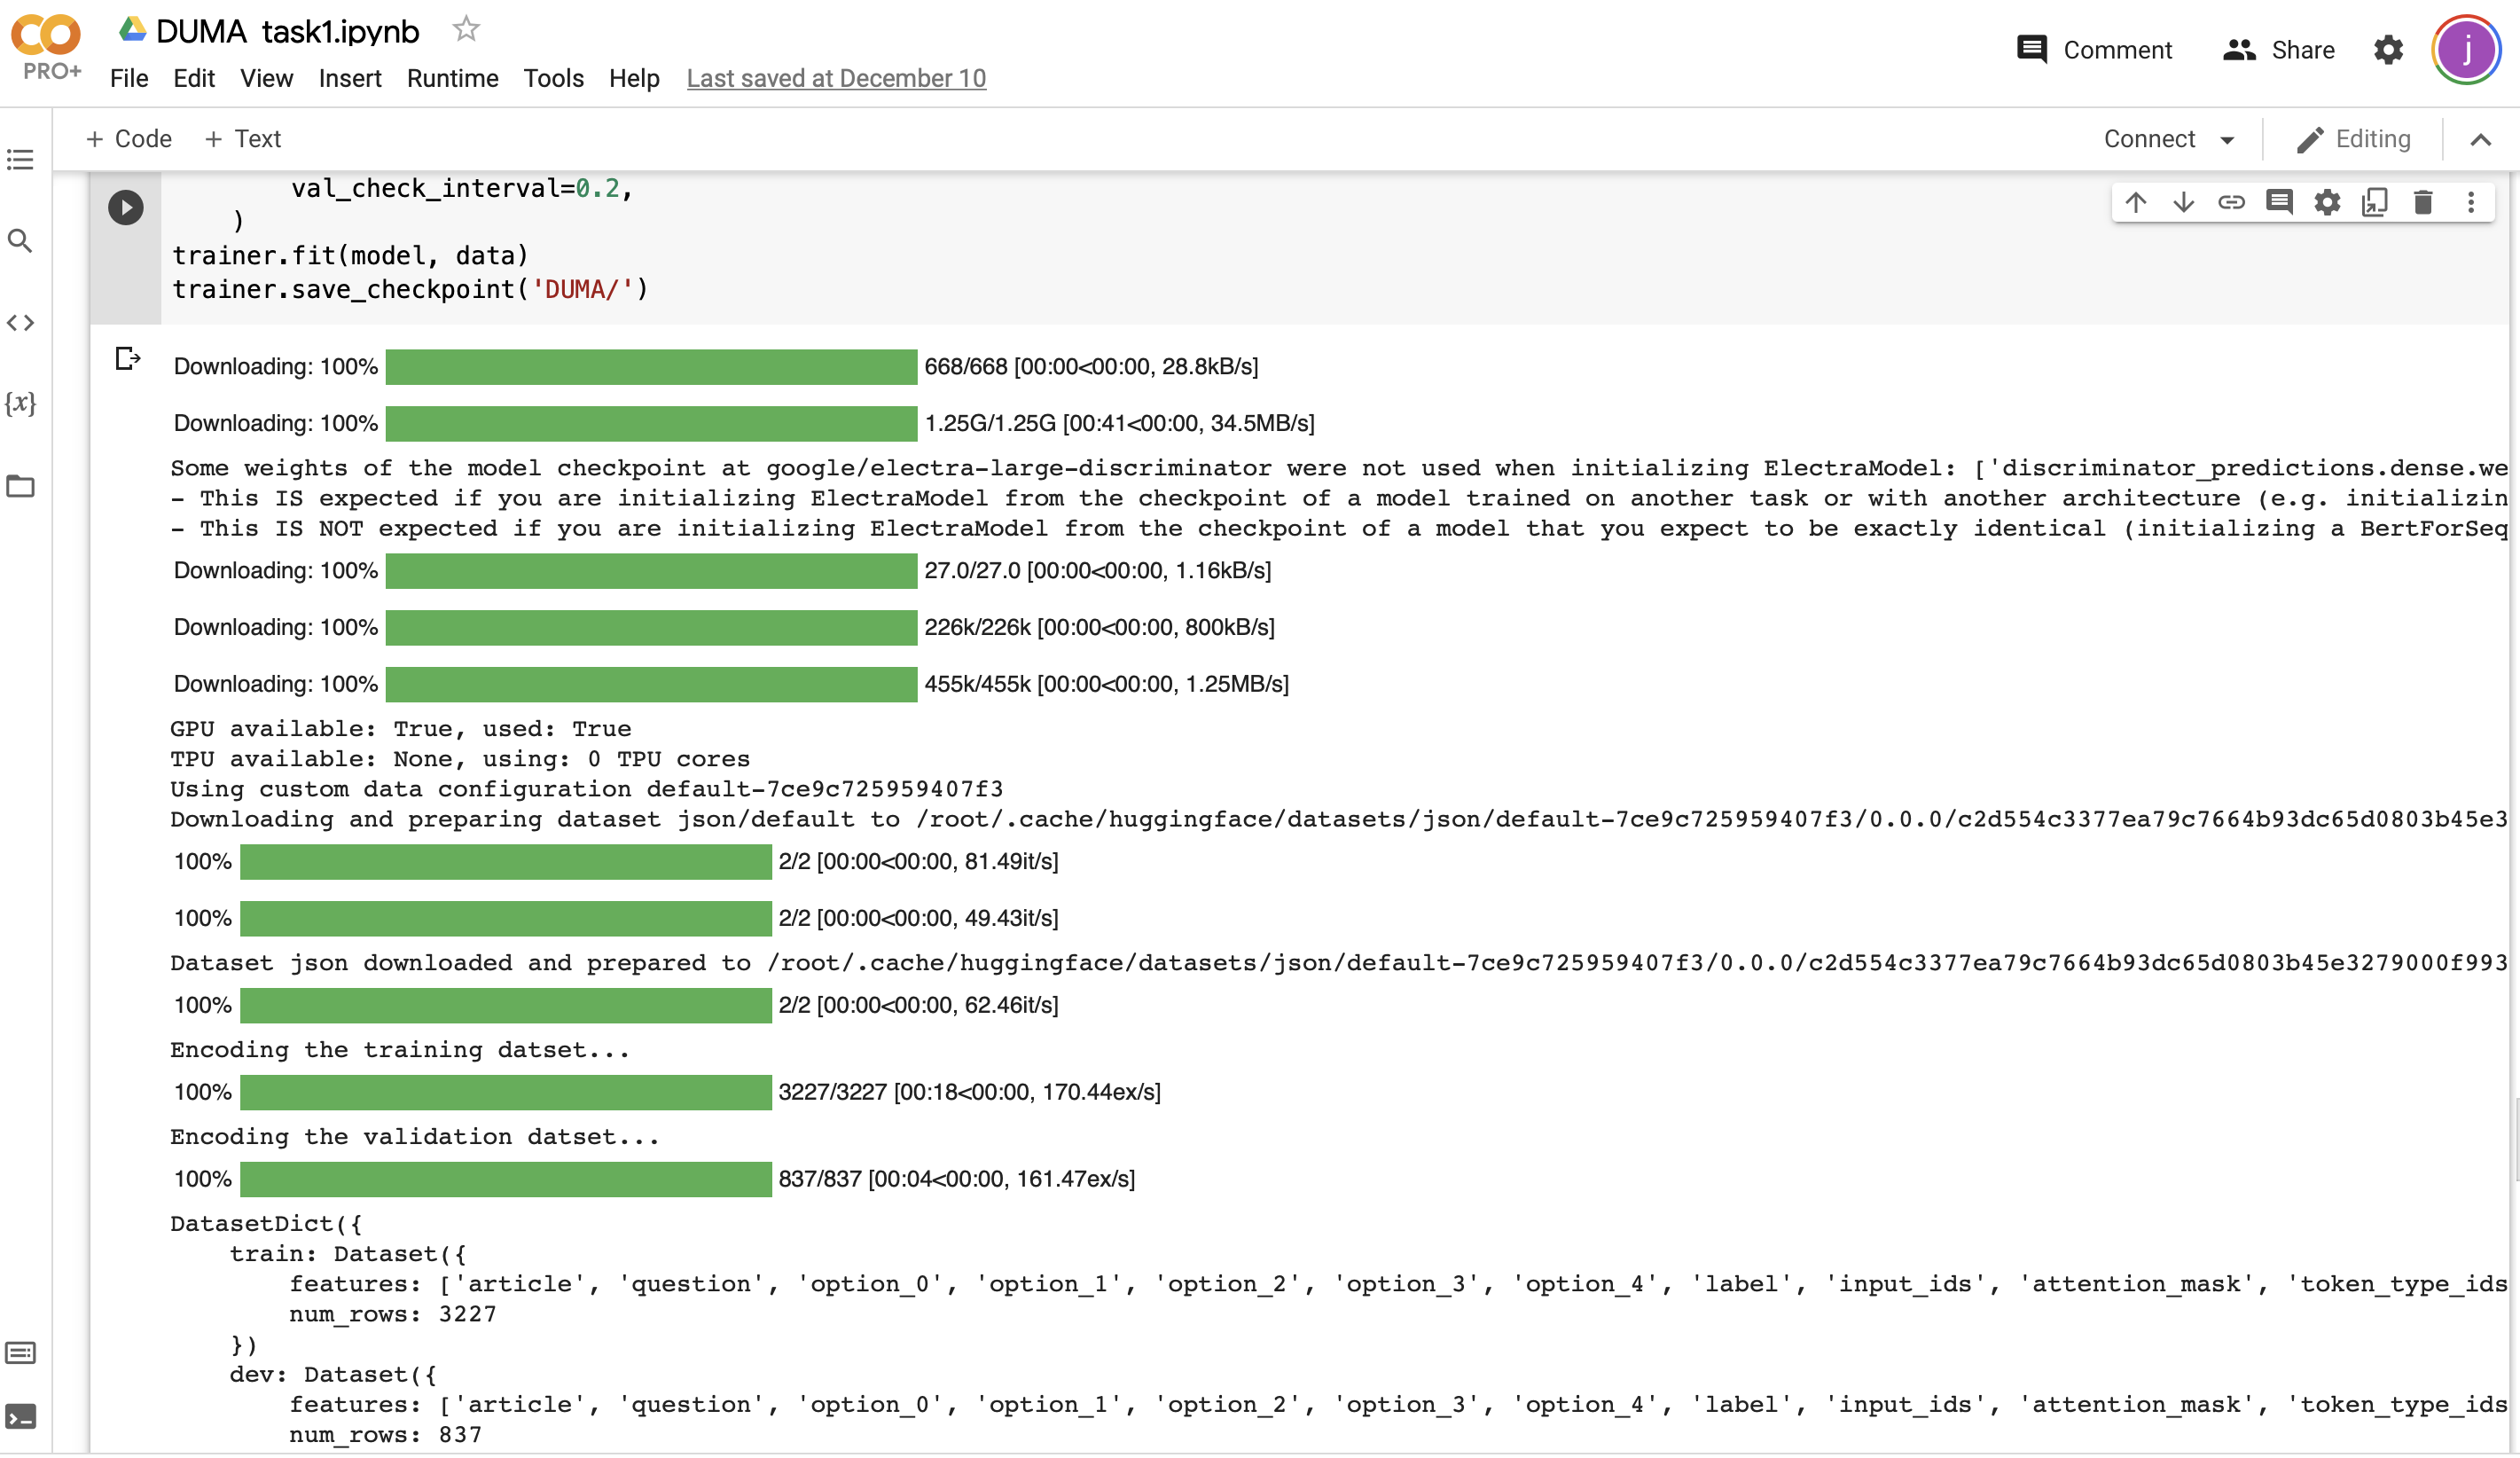 DUMA task1.ipynb
PRO+
File Edit View Insert Runtime Tools Help Last saved at December 10
Comment Share j
+ Code + Text
Connect Editing
val_check_interval=0.2,
)
trainer.fit(model, data)
trainer.save_checkpoint('DUMA/')
Downloading: 100% 668/668 [00:00<00:00, 28.8kB/s]
Downloading: 100% 1.25G/1.25G [00:41<00:00, 34.5MB/s]
Some weights of the model checkpoint at google/electra-large-discriminator were not used when initializing ElectraModel: ['discriminator_predictions.dense.we
- This IS expected if you are initializing ElectraModel from the checkpoint of a model trained on another task or with another architecture (e.g. initializin
- This IS NOT expected if you are initializing ElectraModel from the checkpoint of a model that you expect to be exactly identical (initializing a BertForSeq
Downloading: 100% 27.0/27.0 [00:00<00:00, 1.16kB/s]
Downloading: 100% 226k/226k [00:00<00:00, 800kB/s]
Downloading: 100% 455k/455k [00:00<00:00, 1.25MB/s]
GPU available: True, used: True
TPU available: None, using: 0 TPU cores
Using custom data configuration default-7ce9c725959407f3
Downloading and preparing dataset json/default to /root/.cache/huggingface/datasets/json/default-7ce9c725959407f3/0.0.0/c2d554c3377ea79c7664b93dc65d0803b45e3
100% 2/2 [00:00<00:00, 81.49it/s]
100% 2/2 [00:00<00:00, 49.43it/s]
Dataset json downloaded and prepared to /root/.cache/huggingface/datasets/json/default-7ce9c725959407f3/0.0.0/c2d554c3377ea79c7664b93dc65d0803b45e3279000f993
100% 2/2 [00:00<00:00, 62.46it/s]
Encoding the training datset...
100% 3227/3227 [00:18<00:00, 170.44ex/s]
Encoding the validation datset...
100% 837/837 [00:04<00:00, 161.47ex/s]
DatasetDict({
train: Dataset({
features: ['article', 'question', 'option_0', 'option_1', 'option_2', 'option_3', 'option_4', 'label', 'input_ids', 'attention_mask', 'token_type_ids
num_rows: 3227
})
dev: Dataset({
features: ['article', 'question', 'option_0', 'option_1', 'option_2', 'option_3', 'option_4', 'label', 'input_ids', 'attention_mask', 'token_type_ids
num_rows: 837